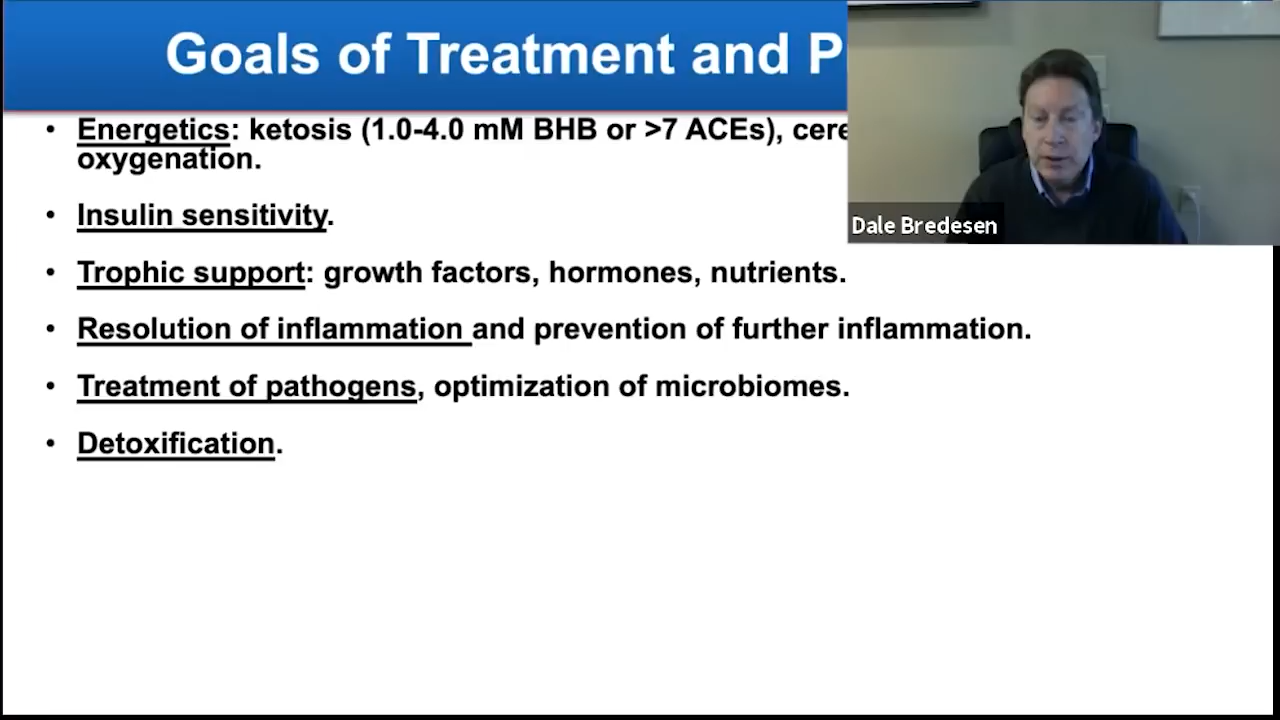 Goals of Treatment and P
• Energetics: ketosis (1.0-4.0 mM BHB or >7 ACEs), cere
oxygenation.
• Insulin sensitivity.
• Trophic support: growth factors, hormones, nutrients.
• Resolution of inflammation and prevention of further inflammation.
• Treatment of pathogens, optimization of microbiomes.
• Detoxification.
Dale Bredesen